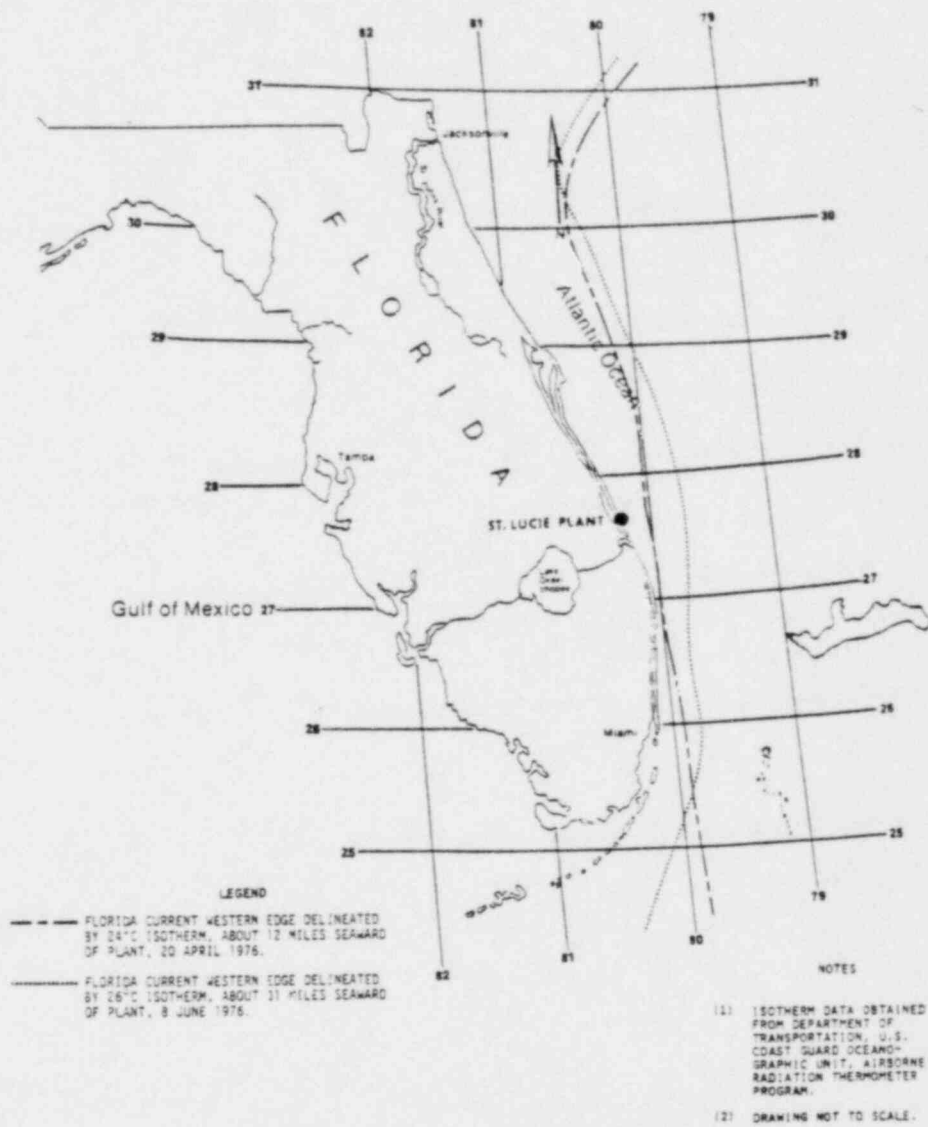 82
81
80
79
31
31
Jacksonville
River
30
30
FLORIDA
Atlantic Ocean
29
29
Tampa
28
28
ST. LUCIE PLANT
Lake
Gulf of Mexico 27
27
26
Miami
26
25
25
79
80
81
82
LEGEND
FLORIDA CURRENT WESTERN EDGE DELINEATED
BY 24°C ISOTHERM, ABOUT 12 MILES SEAWARD
OF PLANT, 20 APRIL 1976.
FLORIDA CURRENT WESTERN EDGE DELINEATED
BY 26°C ISOTHERM, ABOUT 31 MILES SEAWARD
OF PLANT, 8 JUNE 1976.
NOTES
(1) ISOTHERM DATA OBTAINED
FROM DEPARTMENT OF
TRANSPORTATION, U.S.
COAST GUARD OCEANO-
GRAPHIC UNIT, AIRBORNE
RADIATION THERMOMETER
PROGRAM.
(2) DRAWING NOT TO SCALE.